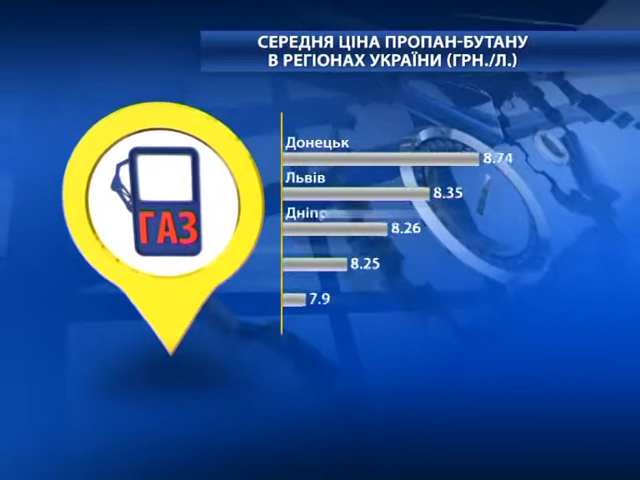 СЕРЕДНЯ ЦІНА ПРОПАН-БУТАНУ
В РЕГІОНАХ УКРАЇНИ (ГРН./Л.)
ГАЗ
Донецьк
8.74
Львів
8.35
Дніпр
8.26
8.25
7.9